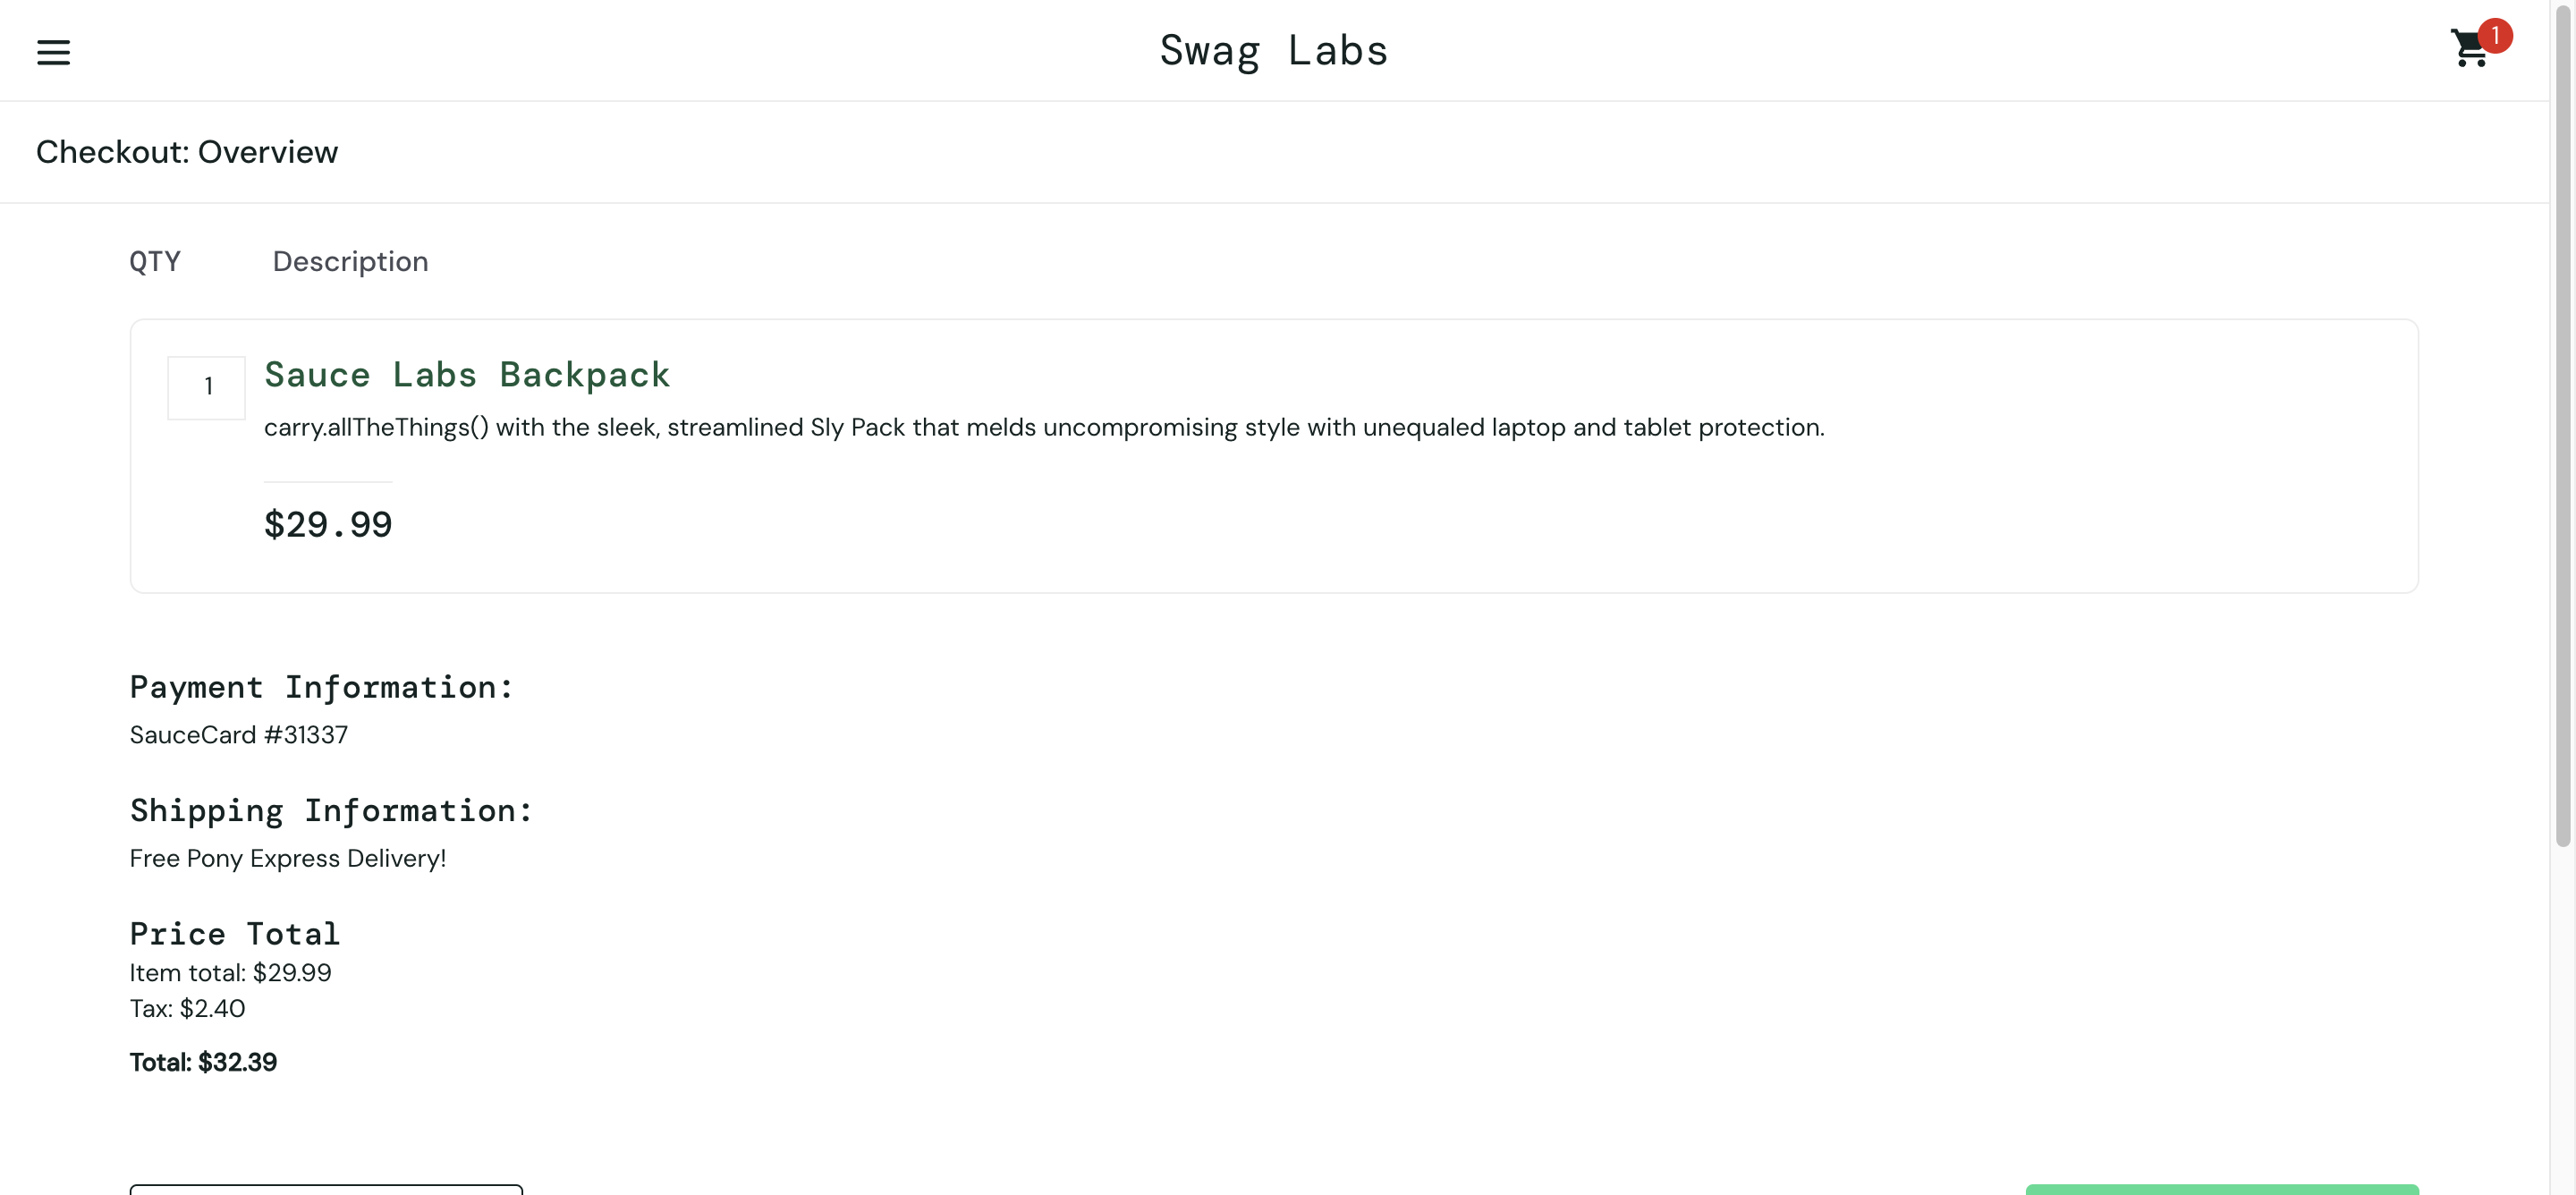 Swag Labs
1
Checkout: Overview
QTY Description
1
Sauce Labs Backpack
carry.allTheThings() with the sleek, streamlined Sly Pack that melds uncompromising style with unequaled laptop and tablet protection.
$29.99
Payment Information:
SauceCard #31337
Shipping Information:
Free Pony Express Delivery!
Price Total
Item total: $29.99
Tax: $2.40
Total: $32.39